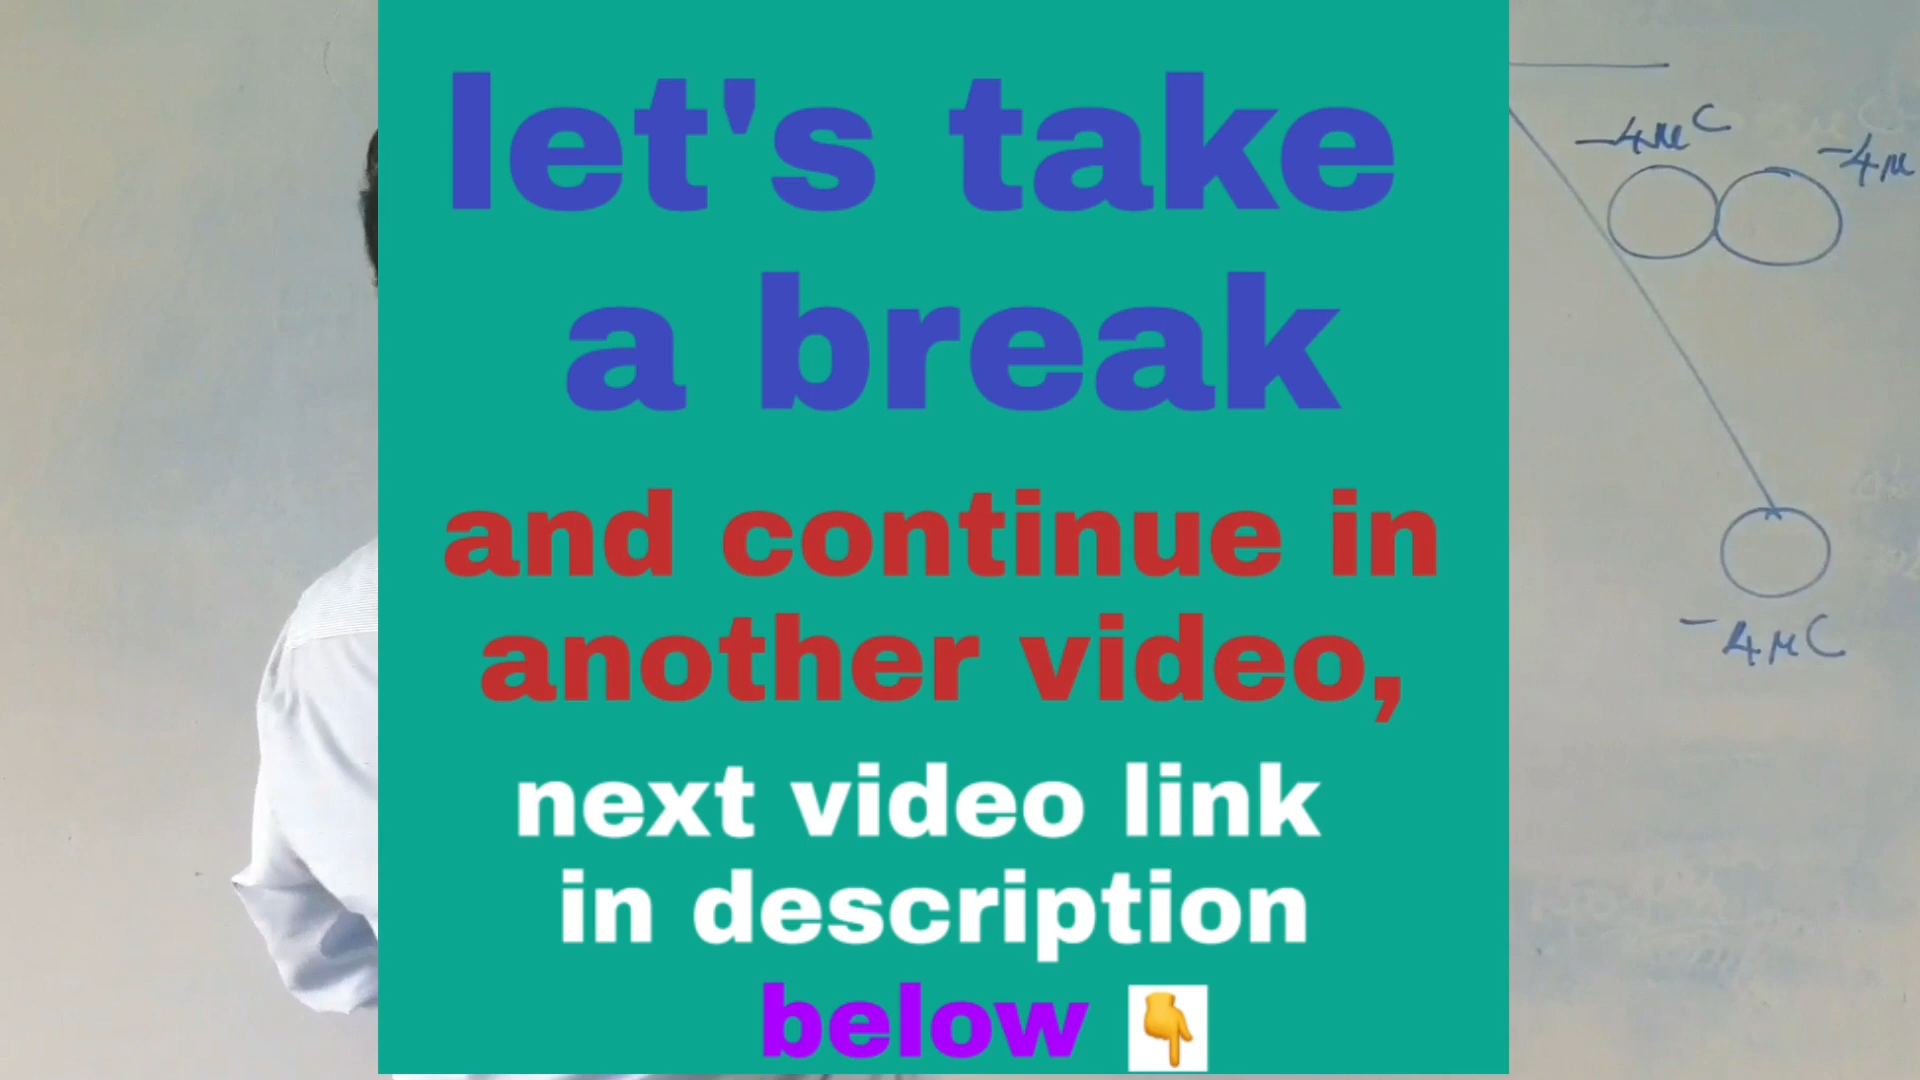 let's take
a break
and continue in
another video,
next video link
in description
below 👇
-4μC
-4μ
-4μC